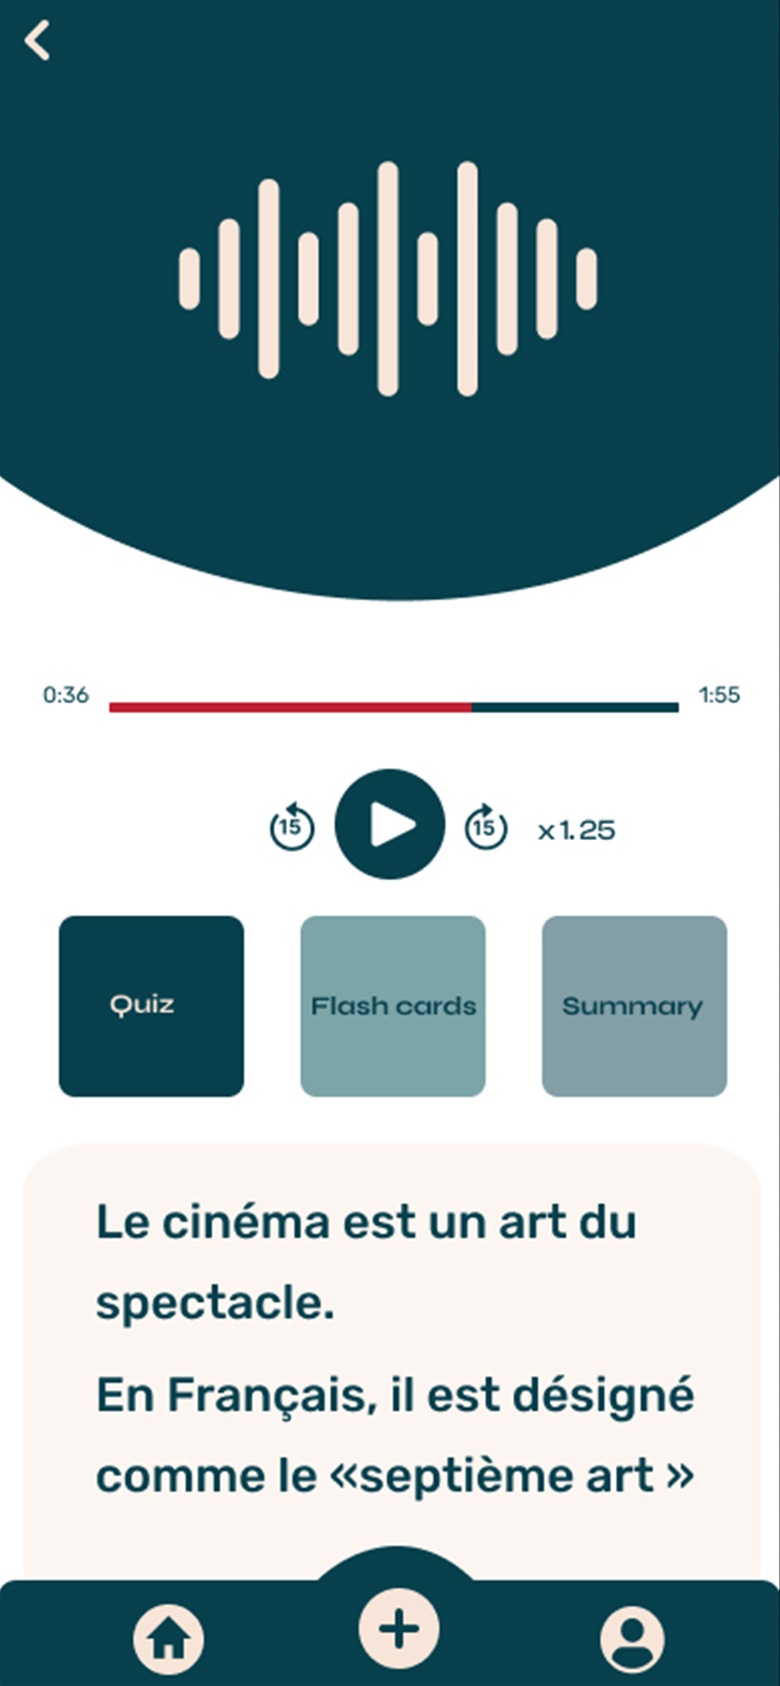 0:36 1:55
15 15 x1.25
Quiz Flash cards Summary
Le cinéma est un art du
spectacle.
En Français, il est désigné
comme le «septième art »